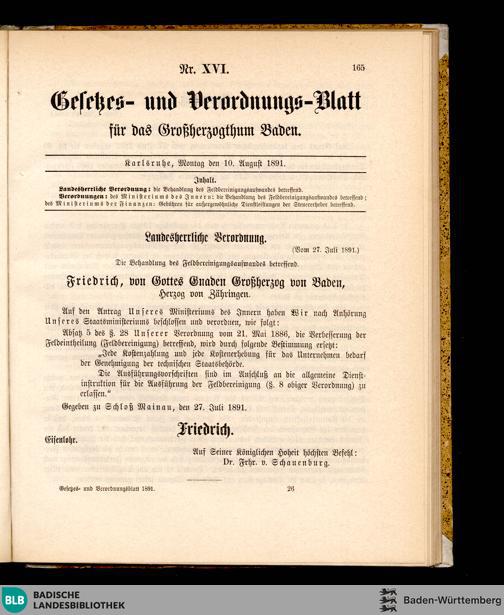 Nr. XVI.
165
Gesetzes- und Verordnungs-Blatt
für das Großherzogthum Baden.
Karlsruhe, Montag den 10. August 1891.
Inhalt.
Landesherrliche Verordnung: die Behandlung des Feldbereinigungsaufwandes betreffend.
Verordnungen: des Ministeriums des Innern: die Behandlung des Feldbereinigungsaufwandes betreffend;
des Ministeriums der Finanzen: Gebühren für außergewöhnliche Dienstleistungen der Steuererheber betreffend.
Landesherrliche Verordnung.
(Vom 27. Juli 1891.)
Die Behandlung des Feldbereinigungsaufwandes betreffend.
Friedrich, von Gottes Gnaden Großherzog von Baden,
Herzog von Zähringen.
Auf den Antrag Unseres Ministeriums des Innern haben Wir nach Anhörung
Unseres Staatsministeriums beschlossen und verordnen, wie folgt:
Absatz 5 des §. 28 Unserer Verordnung vom 21. Mai 1886, die Verbesserung der
Feldeintheilung (Feldbereinigung) betreffend, wird durch folgende Bestimmung ersetzt:
„Jede Kostenzahlung und jede Kostenerhebung für das Unternehmen bedarf
der Genehmigung der technischen Staatsbehörde.
Die Ausführungsvorschriften sind im Anschluß an die allgemeine Dienst-
instruktion für die Ausführung der Feldbereinigung (§. 8 obiger Verordnung) zu
erlassen.“
Gegeben zu Schloß Mainau, den 27. Juli 1891.
Friedrich.
Eisenlohr.
Auf Seiner Königlichen Hoheit höchsten Befehl:
Dr. Frhr. v. Schauenburg.
Gesetzes- und Verordnungsblatt 1891.
26
BLB BADISCHE
LANDESBIBLIOTHEK
Baden-Württemberg